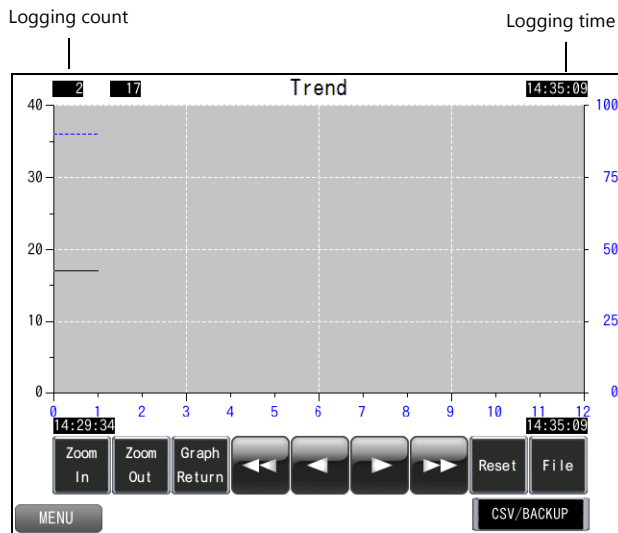 Logging count Logging time
2 17 Trend 14:35:09
40 100
30 75
20 50
10 25
0 0
0 1 2 3 4 5 6 7 8 9 10 11 12
14:29:34 14:35:09
Zoom In Zoom Out Graph Return Reset File
MENU CSV/BACKUP